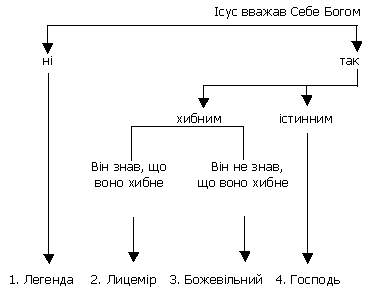 Ісус вважав Себе Богом
ні
так
хибним
істинним
Він знав, що
воно хибне
Він не знав,
що воно хибне
1. Легенда 2. Лицемір 3. Божевільний 4. Господь